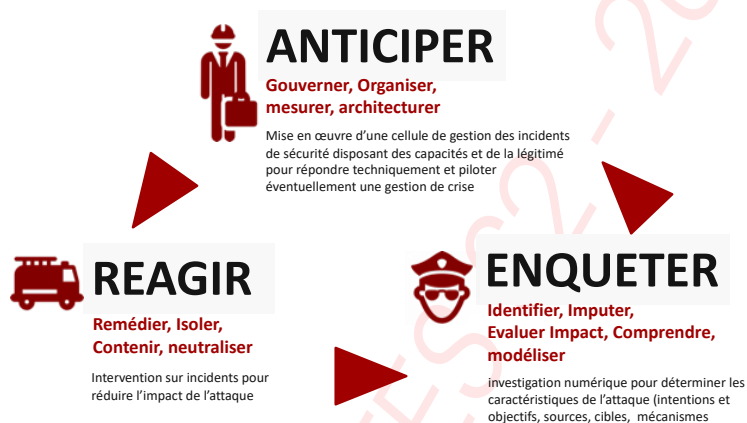 ANTICIPER
Gouverner, Organiser,
mesurer, architecturer
Mise en œuvre d’une cellule de gestion des incidents
de sécurité disposant des capacités et de la légitimé
pour répondre techniquement et piloter
éventuellement une gestion de crise
REAGIR
Remédier, Isoler,
Contenir, neutraliser
Intervention sur incidents pour
réduire l’impact de l’attaque
ENQUETER
Identifier, Imputer,
Evaluer Impact, Comprendre,
modéliser
investigation numérique pour déterminer les
caractéristiques de l’attaque (intentions et
objectifs, sources, cibles, mécanismes